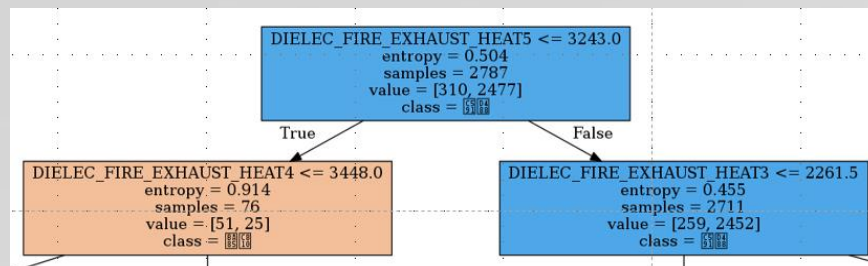 DIELEC_FIRE_EXHAUST_HEAT5 <= 3243.0
entropy = 0.504
samples = 2787
value = [310, 2477]
class =
True
False
DIELEC_FIRE_EXHAUST_HEAT4 <= 3448.0
entropy = 0.914
samples = 76
value = [51, 25]
class =
DIELEC_FIRE_EXHAUST_HEAT3 <= 2261.5
entropy = 0.455
samples = 2711
value = [259, 2452]
class =